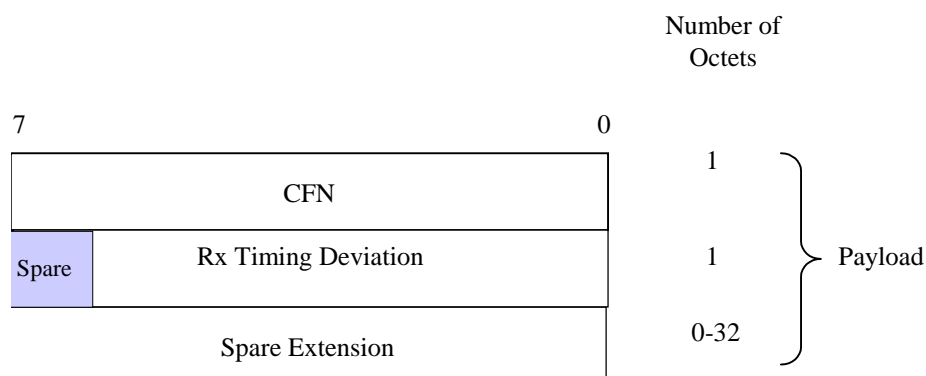 Number of
Octets
7 0
CFN 1
Spare Rx Timing Deviation 1 Payload
Spare Extension 0-32